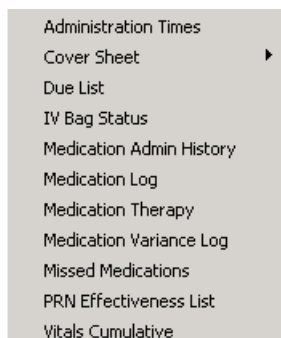 Administration Times
Cover Sheet
Due List
IV Bag Status
Medication Admin History
Medication Log
Medication Therapy
Medication Variance Log
Missed Medications
PRN Effectiveness List
Vitals Cumulative